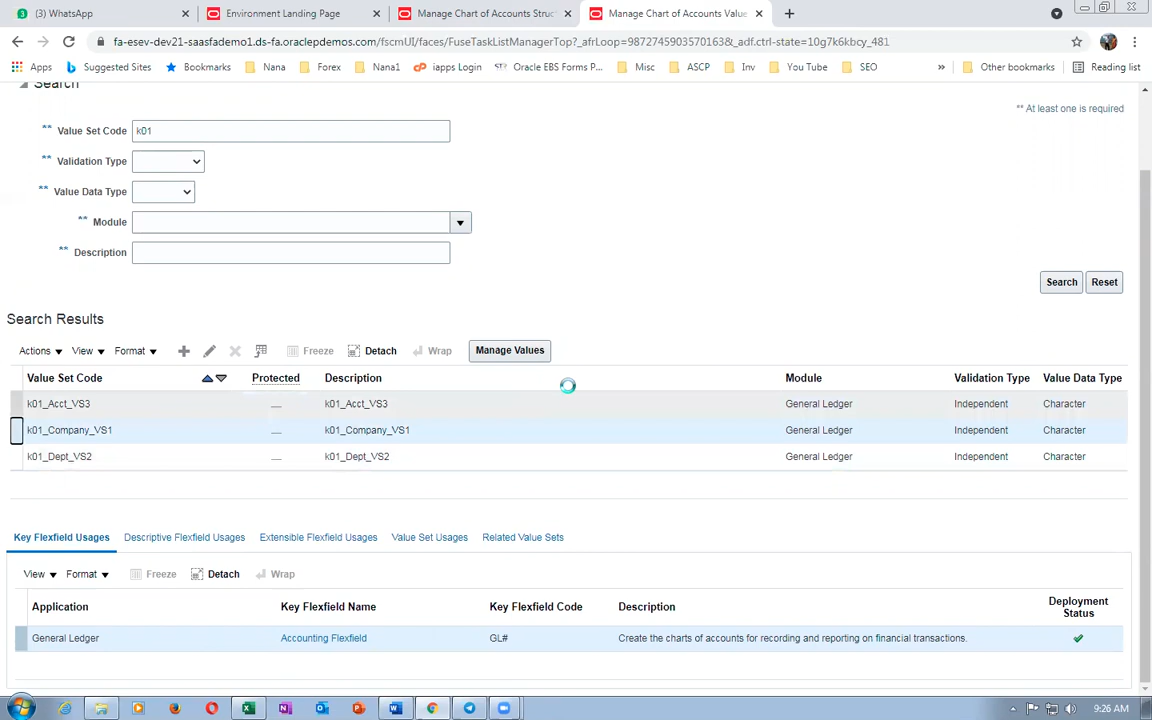 (3) WhatsApp
Environment Landing Page
Manage Chart of Accounts Struc
Manage Chart of Accounts Value
fa-esev-dev21-saasfademo1.ds-fa.oraclepdemos.com/fscmUI/faces/FuseTaskListManagerTop?_afrLoop=98727459035701 63&_adf.ctrl-state=10g7k6kbcy_481
Apps
Suggested Sites
Bookmarks
Nana
Forex
Nana1
iapps Login
Oracle EBS Forms P...
Misc
ASCP
Inv
You Tube
SEO
»
Other bookmarks
Reading list
Search
** At least one is required
** Value Set Code k01
** Validation Type
** Value Data Type
** Module
** Description
Search Reset
Search Results
Actions View Format Freeze Detach Wrap Manage Values
Value Set Code Protected Description Module Validation Type Value Data Type
k01_Acct_VS3 — k01_Acct_VS3 General Ledger Independent Character
k01_Company_VS1 — k01_Company_VS1 General Ledger Independent Character
k01_Dept_VS2 — k01_Dept_VS2 General Ledger Independent Character
Key Flexfield Usages Descriptive Flexfield Usages Extensible Flexfield Usages Value Set Usages Related Value Sets
View Format Freeze Detach Wrap
Application Key Flexfield Name Key Flexfield Code Description Deployment
Status
General Ledger Accounting Flexfield GL# Create the charts of accounts for recording and reporting on financial transactions.
9:26 AM